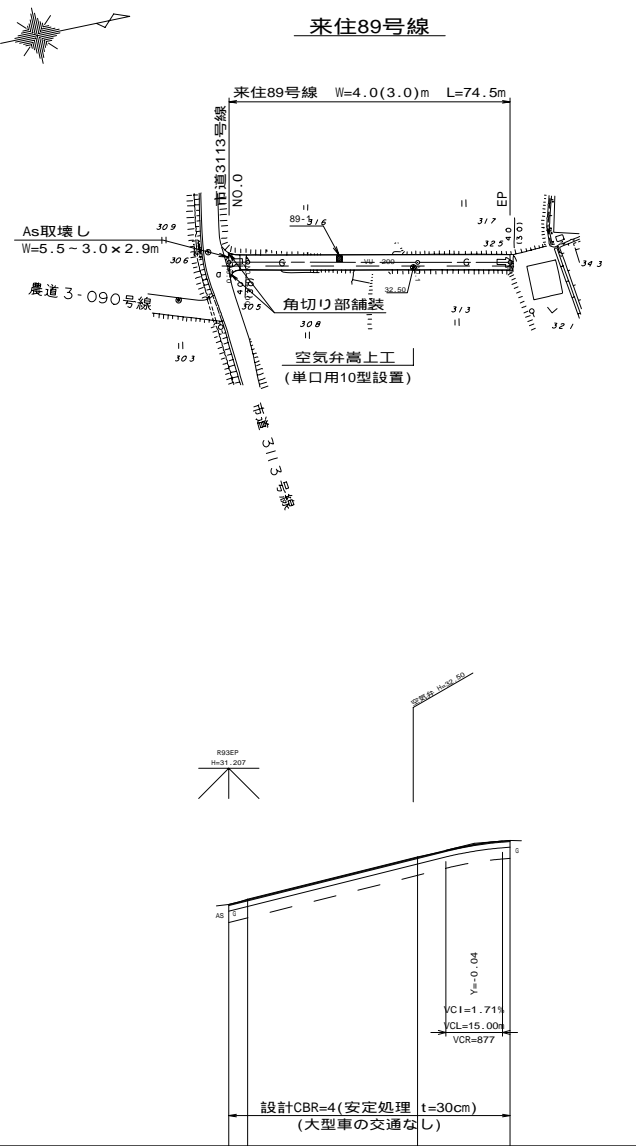 来住89号線
来住89号線 W=4.0(3.0)m L=74.5m
市道3113号線
NO.0
EP
As取壊し
W=5.5~3.0×2.9m
309
306
89-
316
317
325
4.0
(3.0)
343
321
G
VU 200
G
農道3-090号線
303
305
角切り部舗装
308
32.50
313
空気弁嵩上工
(単口用10型設置)
市道 3113 号線
空気弁 H=32.50
R93EP
H=31.207
AS
G
G
Y=-0.04
VCI=1.71%
VCL=15.00m
VCR=877
設計CBR=4(安定処理 t=30cm)
(大型車の交通なし)